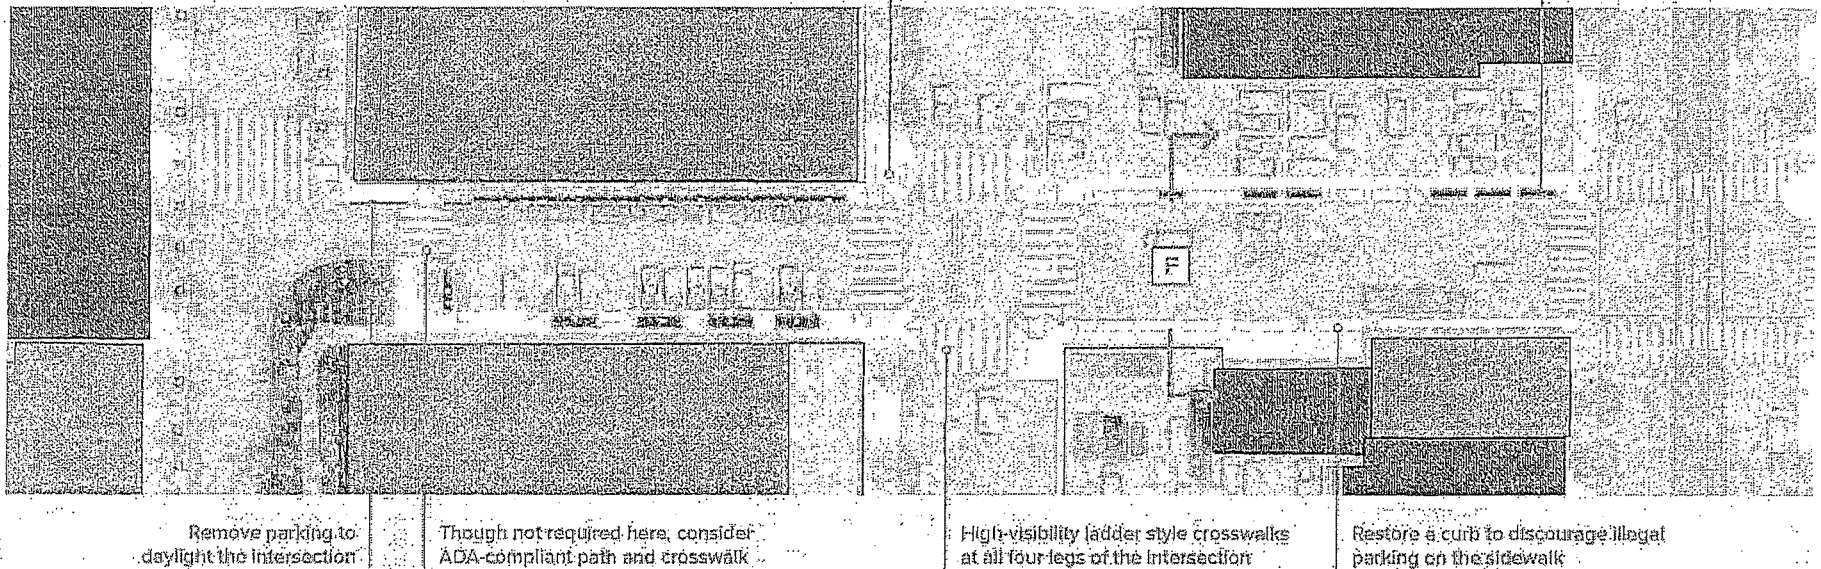 F
Remove parking to
daylight the intersection
Though not required here, consider
ADA-compliant path and crosswalk
High-visibility ladder style crosswalks
at all four legs of the intersection
Restore a curb to discourage illegal
parking on the sidewalk